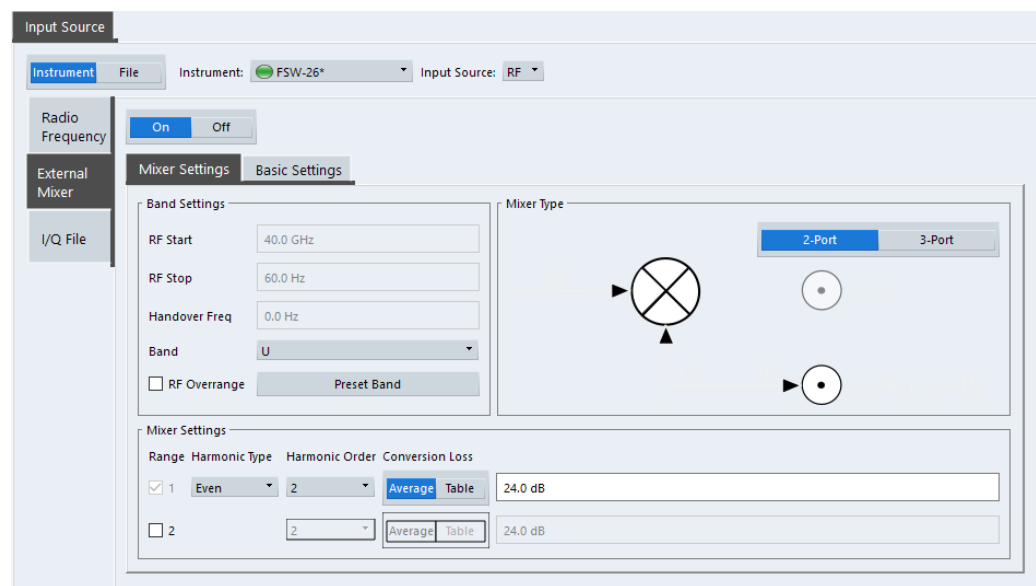 Input Source
Instrument File Instrument: FSW-26* Input Source: RF
Radio
Frequency
On Off
External
Mixer
Mixer Settings Basic Settings
I/Q File
Band Settings
RF Start 40.0 GHz
RF Stop 60.0 Hz
Handover Freq 0.0 Hz
Band U
RF Overrange Preset Band
Mixer Type
2-Port 3-Port
Mixer Settings
Range Harmonic Type Harmonic Order Conversion Loss
1 Even 2 Average Table 24.0 dB
2 2 Average Table 24.0 dB